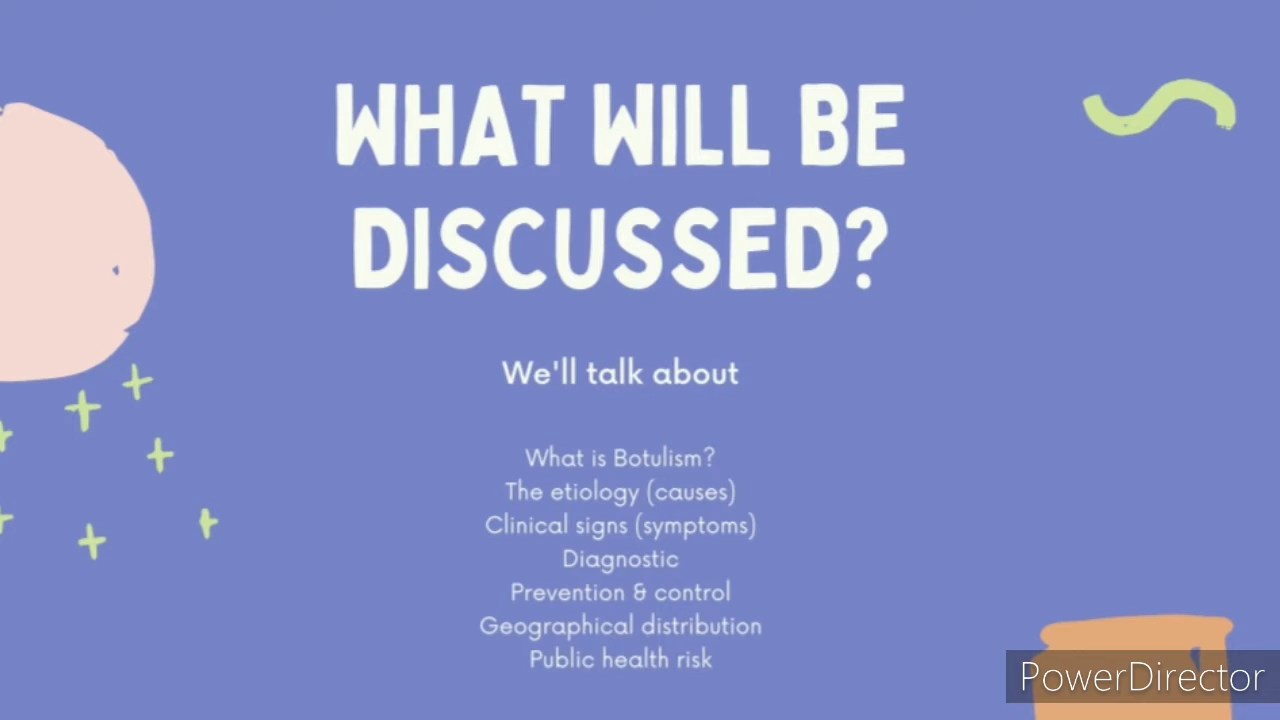 WHAT WILL BE
DISCUSSED?
We'll talk about
What is Botulism?
The etiology (causes)
Clinical signs (symptoms)
Diagnostic
Prevention & control
Geographical distribution
Public health risk
PowerDirector